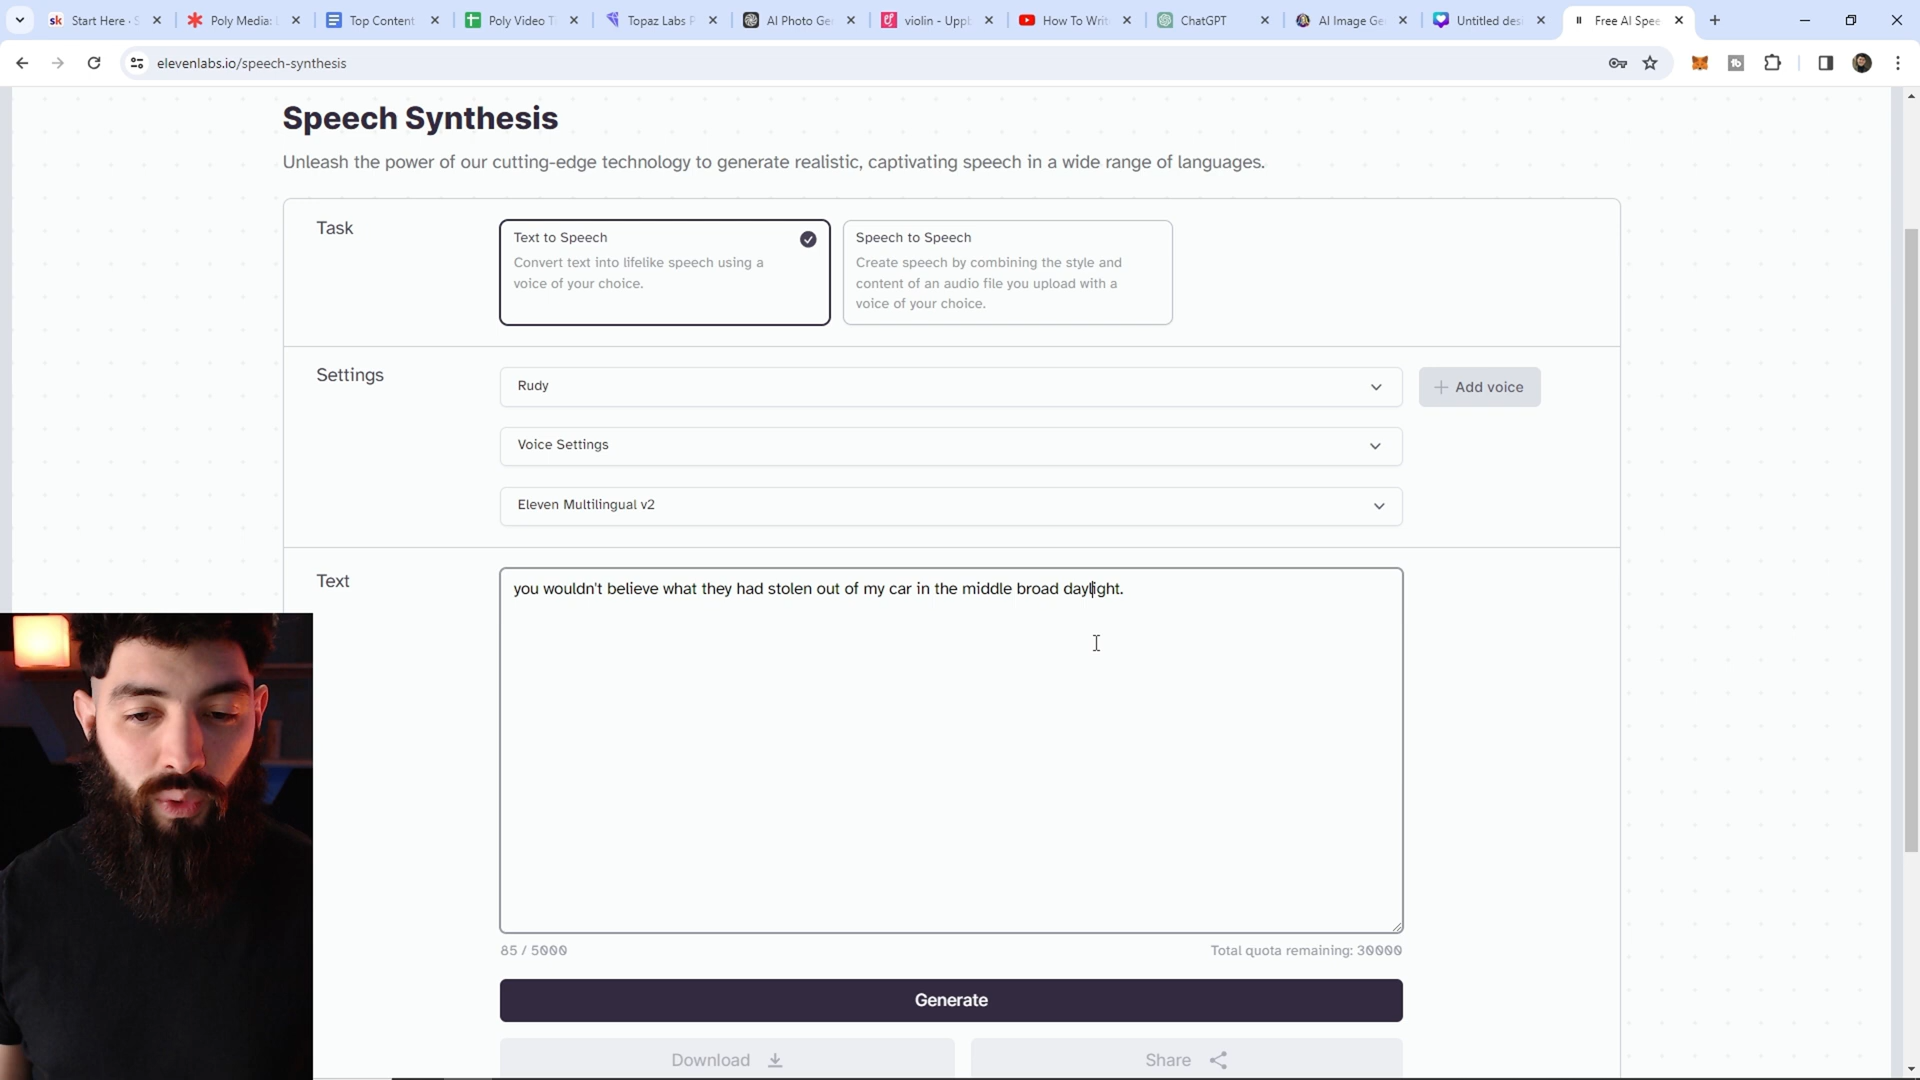 Start Here - S
Poly Media: L
Top Content
Poly Video T
Topaz Labs P
AI Photo Ge
violin - Uppb
How To Writ
ChatGPT
AI Image Ge
Untitled desi
Free AI Spee
elevenlabs.io/speech-synthesis
Speech Synthesis
Unleash the power of our cutting-edge technology to generate realistic, captivating speech in a wide range of languages.
Task
Text to Speech
Convert text into lifelike speech using a
voice of your choice.
Speech to Speech
Create speech by combining the style and
content of an audio file you upload with a
voice of your choice.
Settings
Rudy
Add voice
Voice Settings
Eleven Multilingual v2
Text
you wouldn't believe what they had stolen out of my car in the middle broad daylight.
85 / 5000
Total quota remaining: 30000
Generate
Download
Share